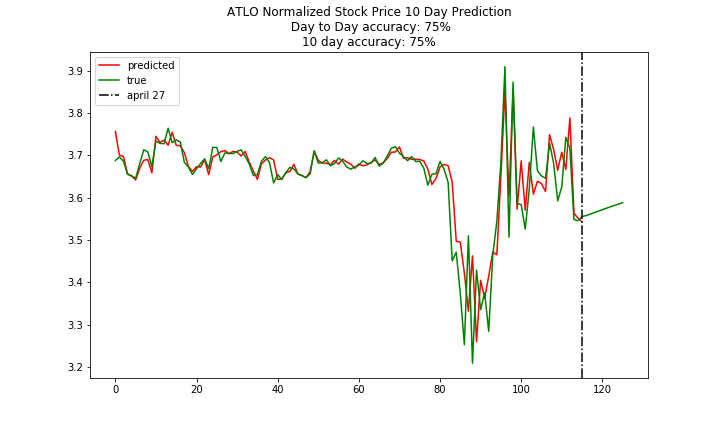 ATLO Normalized Stock Price 10 Day Prediction
Day to Day accuracy: 75%
10 day accuracy: 75%
predicted
true
april 27
3.9
3.8
3.7
3.6
3.5
3.4
3.3
3.2
0 20 40 60 80 100 120